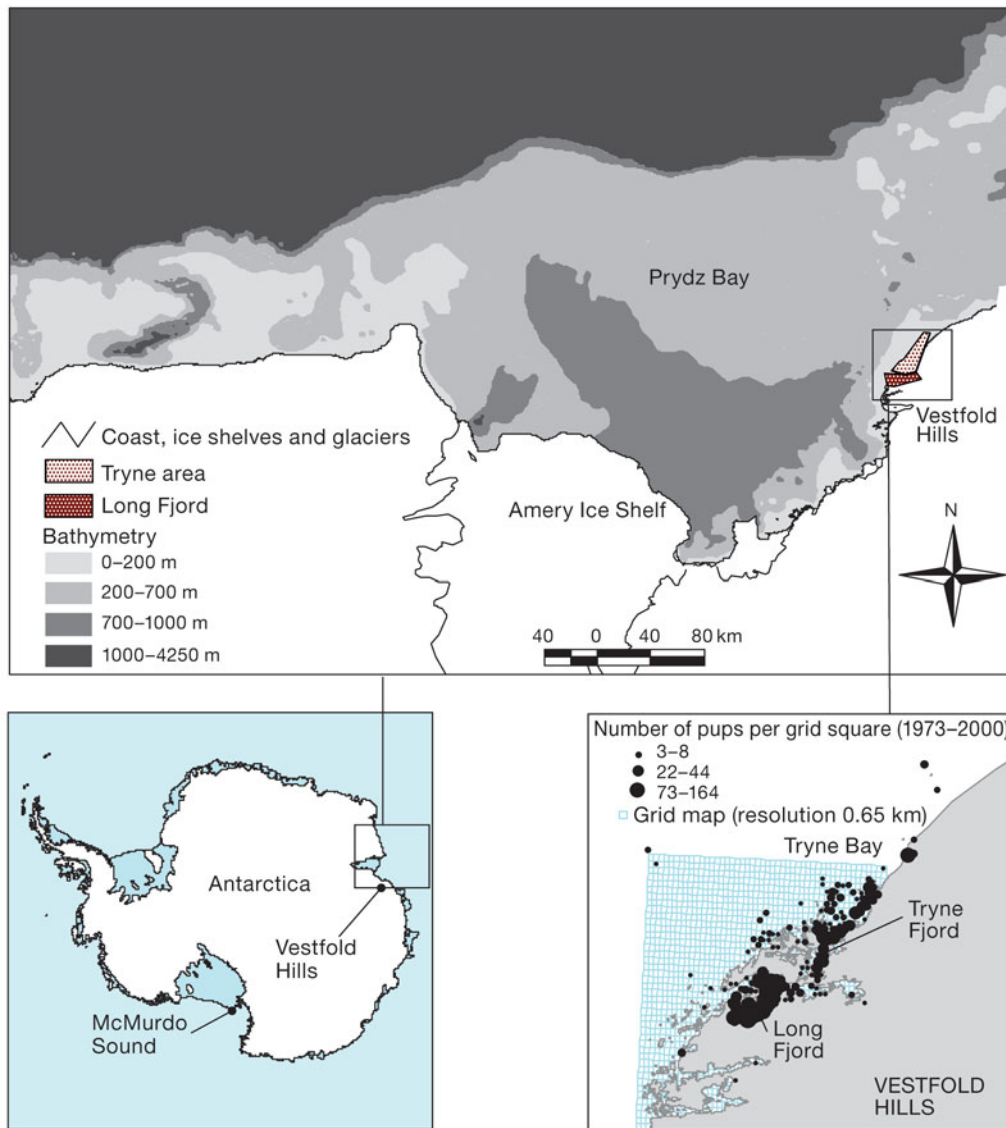 Prydz Bay
Vestfold
Hills
Amery Ice Shelf
Coast, ice shelves and glaciers
Tryne area
Long Fjord
Bathymetry
0–200 m
200–700 m
700–1000 m
1000–4250 m
N
40 0 40 80 km
Antarctica
Vestfold
Hills
McMurdo
Sound
Number of pups per grid square (1973–2000)
3–8
22–44
73–164
Grid map (resolution 0.65 km)
Tryne Bay
Tryne
Fjord
Long
Fjord
VESTFOLD
HILLS